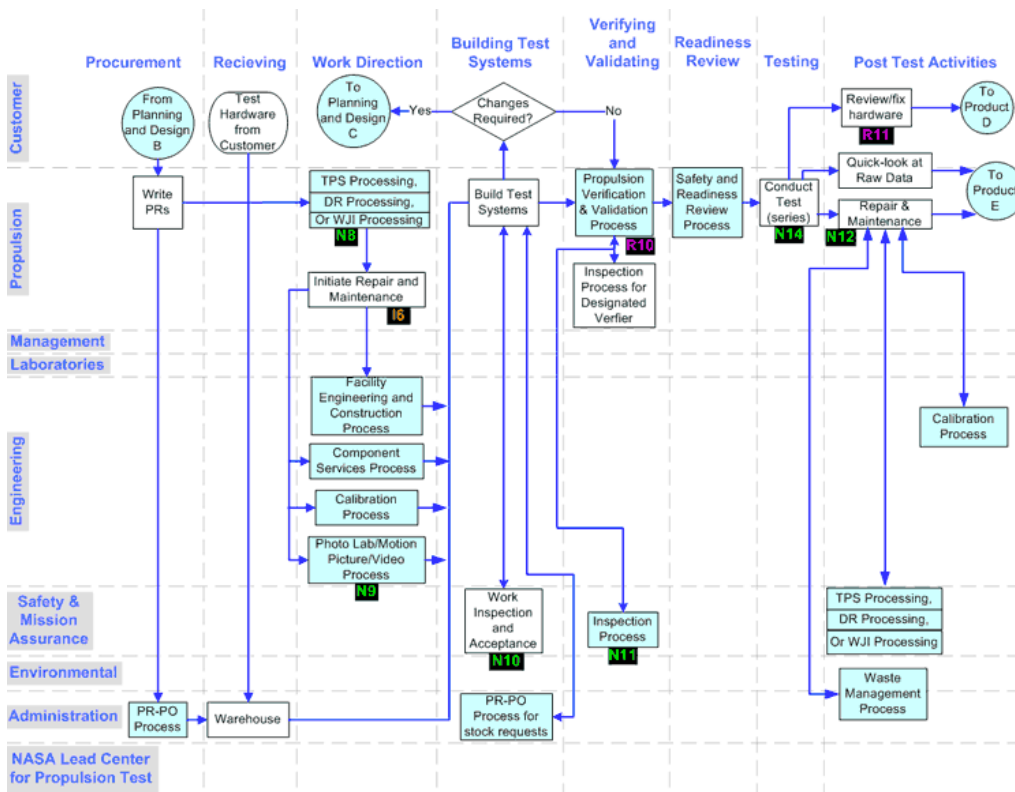 Procurement
Recieving
Work Direction
Building Test
Systems
Verifying
and
Validating
Readiness
Review
Testing
Post Test Activities
Customer
From
Planning
and Design
B
Test
Hardware
from
Customer
To
Planning
and Design
C
Yes
Changes
Required?
No
Review/fix
hardware
R11
To
Product
D
Propulsion
Write
PRs
TPS Processing,
DR Processing,
Or WJI Processing
N8
Build Test
Systems
Propulsion
Verification
& Validation
Process
R10
Safety and
Readiness
Review
Process
Conduct
Test
(series)
N14
Quick-look at
Raw Data
Repair &
Maintenance
N12
To
Product
E
Initiate Repair and
Maintenance
I6
Inspection
Process for
Designated
Verfier
Management
Laboratories
Engineering
Facility
Engineering and
Construction
Process
Component
Services Process
Calibration
Process
Photo Lab/Motion
Picture/Video
Process
N9
Calibration
Process
Safety &
Mission
Assurance
Work
Inspection
and
Acceptance
N10
Inspection
Process
N11
TPS Processing,
DR Processing,
Or WJI Processing
Environmental
Waste
Management
Process
Administration
PR-PO
Process
Warehouse
PR-PO
Process for
stock requests
NASA Lead Center
for Propulsion Test